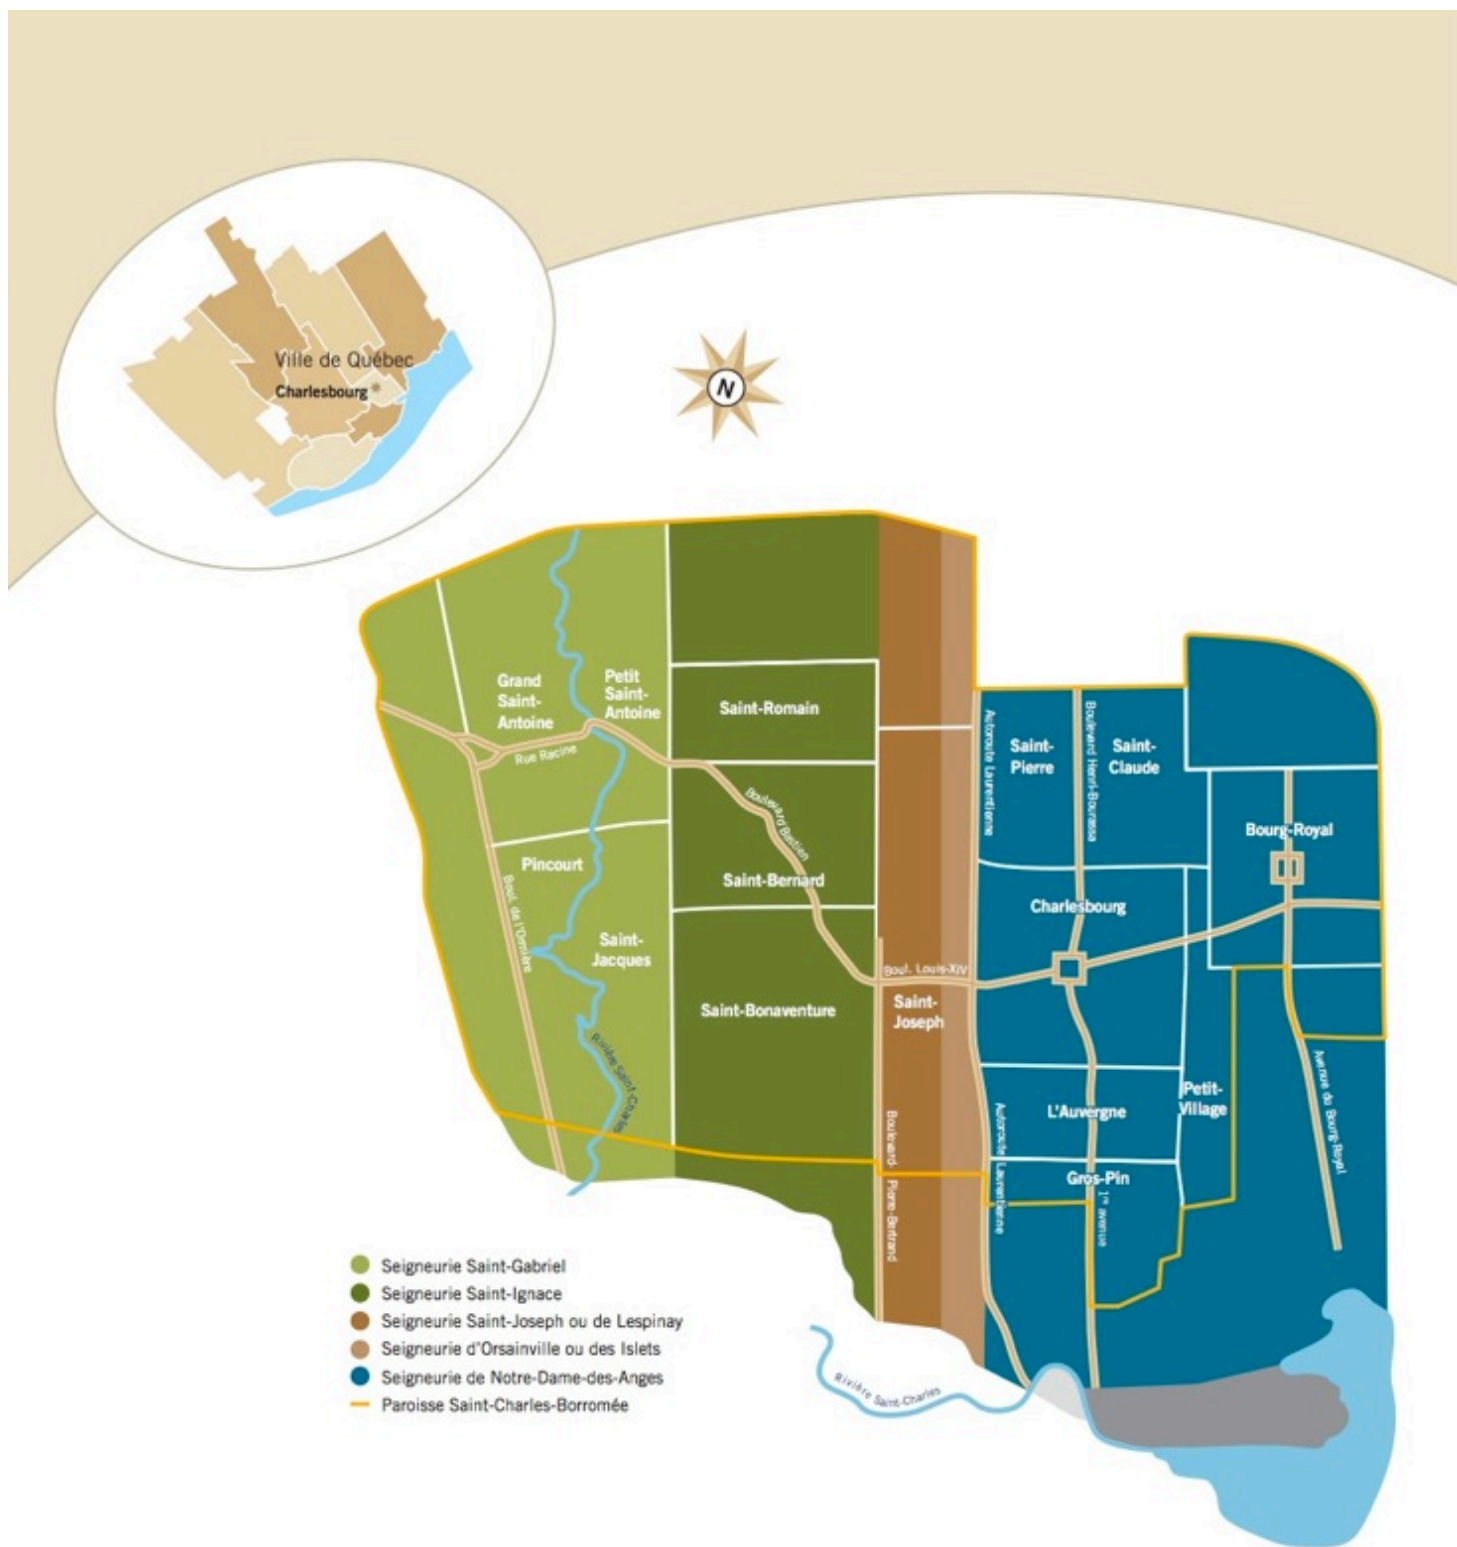 Ville de Québec
Charlesbourg
N
Grand
Saint-
Antoine
Petit
Saint-
Antoine
Rue Racine
Saint-Romain
Boulevard Bastien
Autoroute Laurentienne
Saint-
Pierre
Boulevard Henri-Bourassa
Saint-
Claude
Bourg-Royal
Pincourt
Boul. de l'Ormière
Saint-Bernard
Charlesbourg
Saint-
Jacques
Boul. Louis-XIV
Saint-Bonaventure
Saint-
Joseph
Rivière Saint-Charles
Boulevard
Pierre-Bertrand
Autoroute Laurentienne
L'Auvergne
Petit-
Village
Avenue du Bourg-Royal
Gros-Pin
1re avenue
Seigneurie Saint-Gabriel
Seigneurie Saint-Ignace
Seigneurie Saint-Joseph ou de Lespinay
Seigneurie d'Orsainville ou des Islets
Seigneurie de Notre-Dame-des-Anges
Paroisse Saint-Charles-Borromée
Rivière Saint-Charles